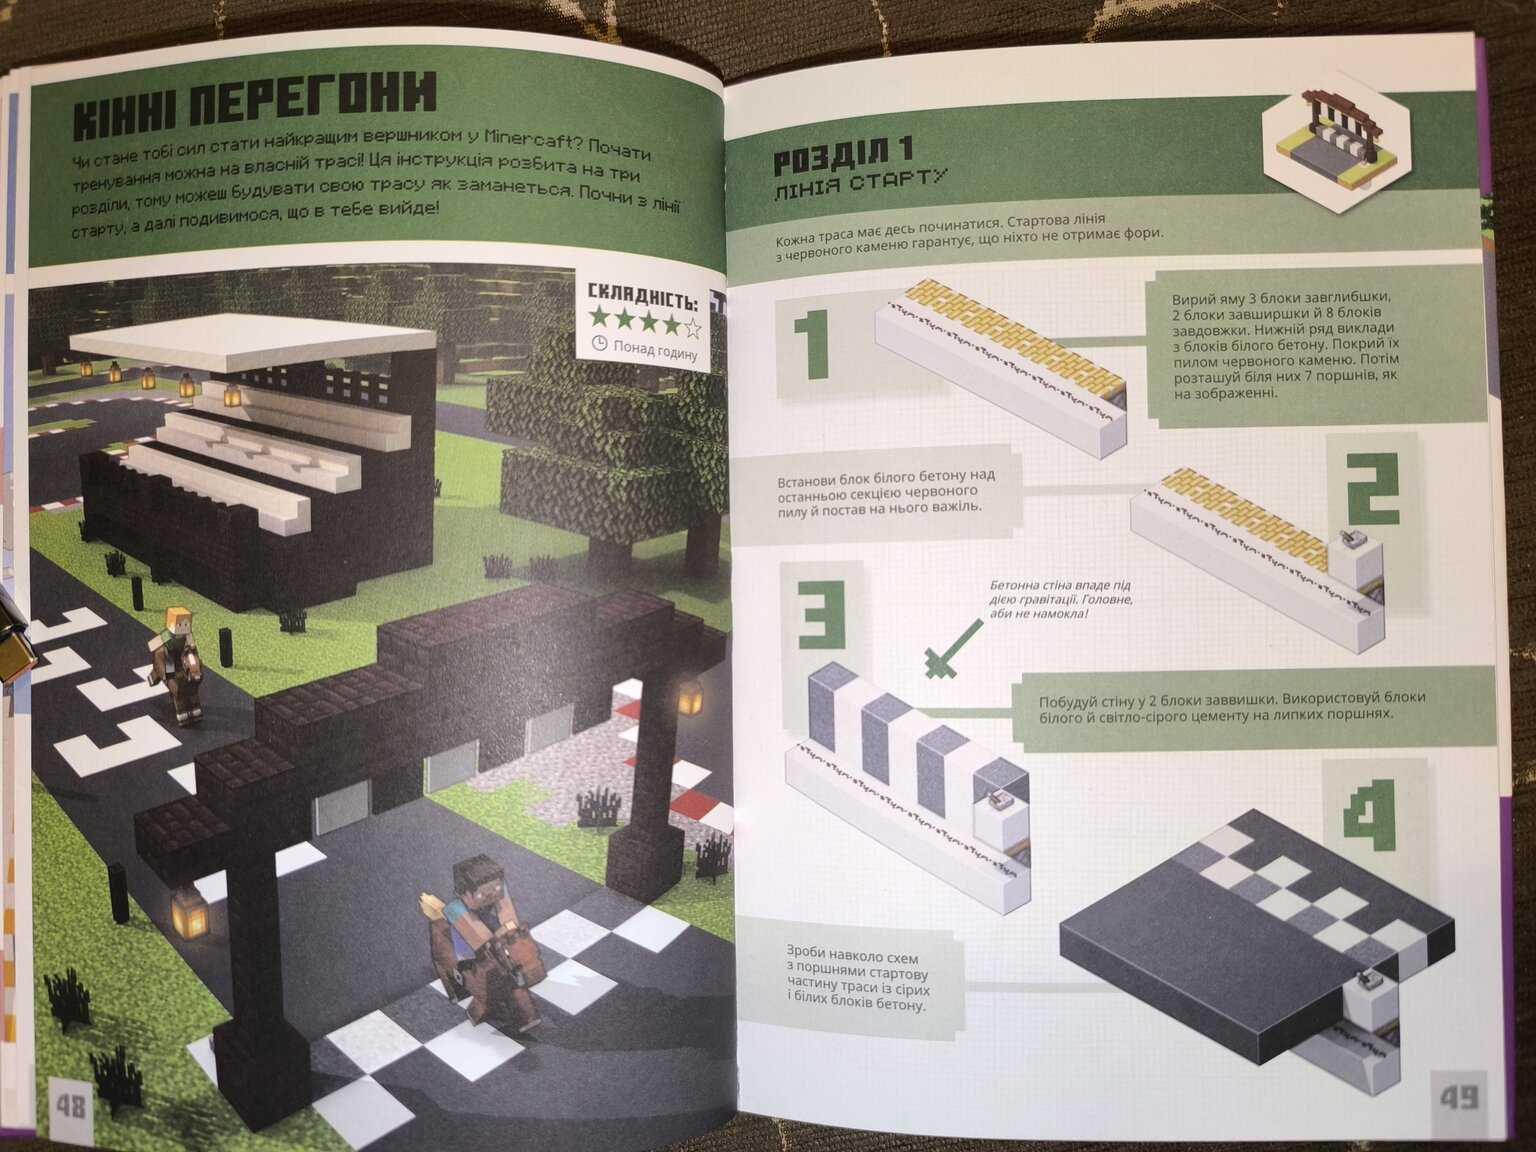 КІННІ ПЕРЕГОНИ
Чи стане тобі сил стати найкращим вершником у Minercaft? Почати
тренування можна на власній трасі! Ця інструкція розбита на три
розділи, тому можеш будувати свою трасу як заманеться. Почни з лінії
старту, а далі подивимося, що в тебе вийде!
СКЛАДНІСТЬ:
Понад годину
48
РОЗДІЛ 1
ЛІНІЯ СТАРТУ
Кожна траса має десь починатися. Стартова лінія
з червоного каменю гарантує, що ніхто не отримає фори.
1
Вирий яму 3 блоки завглибшки,
2 блоки завширшки й 8 блоків
завдовжки. Нижній ряд виклади
з блоків білого бетону. Покрий їх
пилом червоного каменю. Потім
розташуй біля них 7 поршнів, як
на зображенні.
2
Встанови блок білого бетону над
останньою секцією червоного
пилу й постав на нього важіль.
3
Бетонна стіна впаде під
дією гравітації. Головне,
аби не намокла!
Побудуй стіну у 2 блоки заввишки. Використовуй блоки
білого й світло-сірого цементу на липких поршнях.
4
Зроби навколо схем
з поршнями стартову
частину траси із сірих
і білих блоків бетону.
49